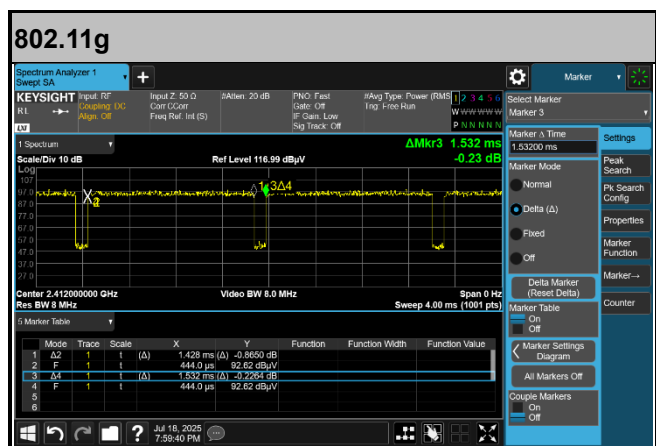 802.11g
Spectrum Analyzer 1
Swept SA
+
Marker
KEYSIGHT
RL
LXI
Input: RF
Coupling: DC
Align: Off
Input Z: 50 Ω
Corr CCorr
Freq Ref: Int (S)
#Atten: 20 dB
PNO: Fast
Gate: Off
IF Gain: Low
Sig Track: Off
#Avg Type: Power (RMS
Trig: Free Run
1 2 3 4 5 6
W W W W W W
P N N N N N
Select Marker
Marker 3
1 Spectrum
Scale/Div 10 dB
Log
Ref Level 116.99 dBµV
ΔMkr3 1.532 ms
-0.23 dB
107
97.0
87.0
77.0
67.0
57.0
47.0
37.0
27.0
1 3Δ4
Center 2.412000000 GHz
Res BW 8 MHz
Video BW 8.0 MHz
Span 0 Hz
Sweep 4.00 ms (1001 pts)
5 Marker Table
Mode Trace Scale X Y Function Function Width Function Value
1 Δ2 1 t (Δ) 1.428 ms (Δ) -0.8650 dB
2 F 1 t 444.0 µs 92.62 dBµV
3 Δ4 1 t (Δ) 1.532 ms (Δ) -0.2264 dB
4 F 1 t 444.0 µs 92.62 dBµV
5
6
Marker Δ Time
1.53200 ms
Marker Mode
Normal
Delta (Δ)
Fixed
Off
Delta Marker
(Reset Delta)
Marker Table
On
Off
Marker Settings
Diagram
All Markers Off
Couple Markers
On
Off
Settings
Peak
Search
Pk Search
Config
Properties
Marker
Function
Marker→
Counter
?
Jul 18, 2025
7:59:40 PM